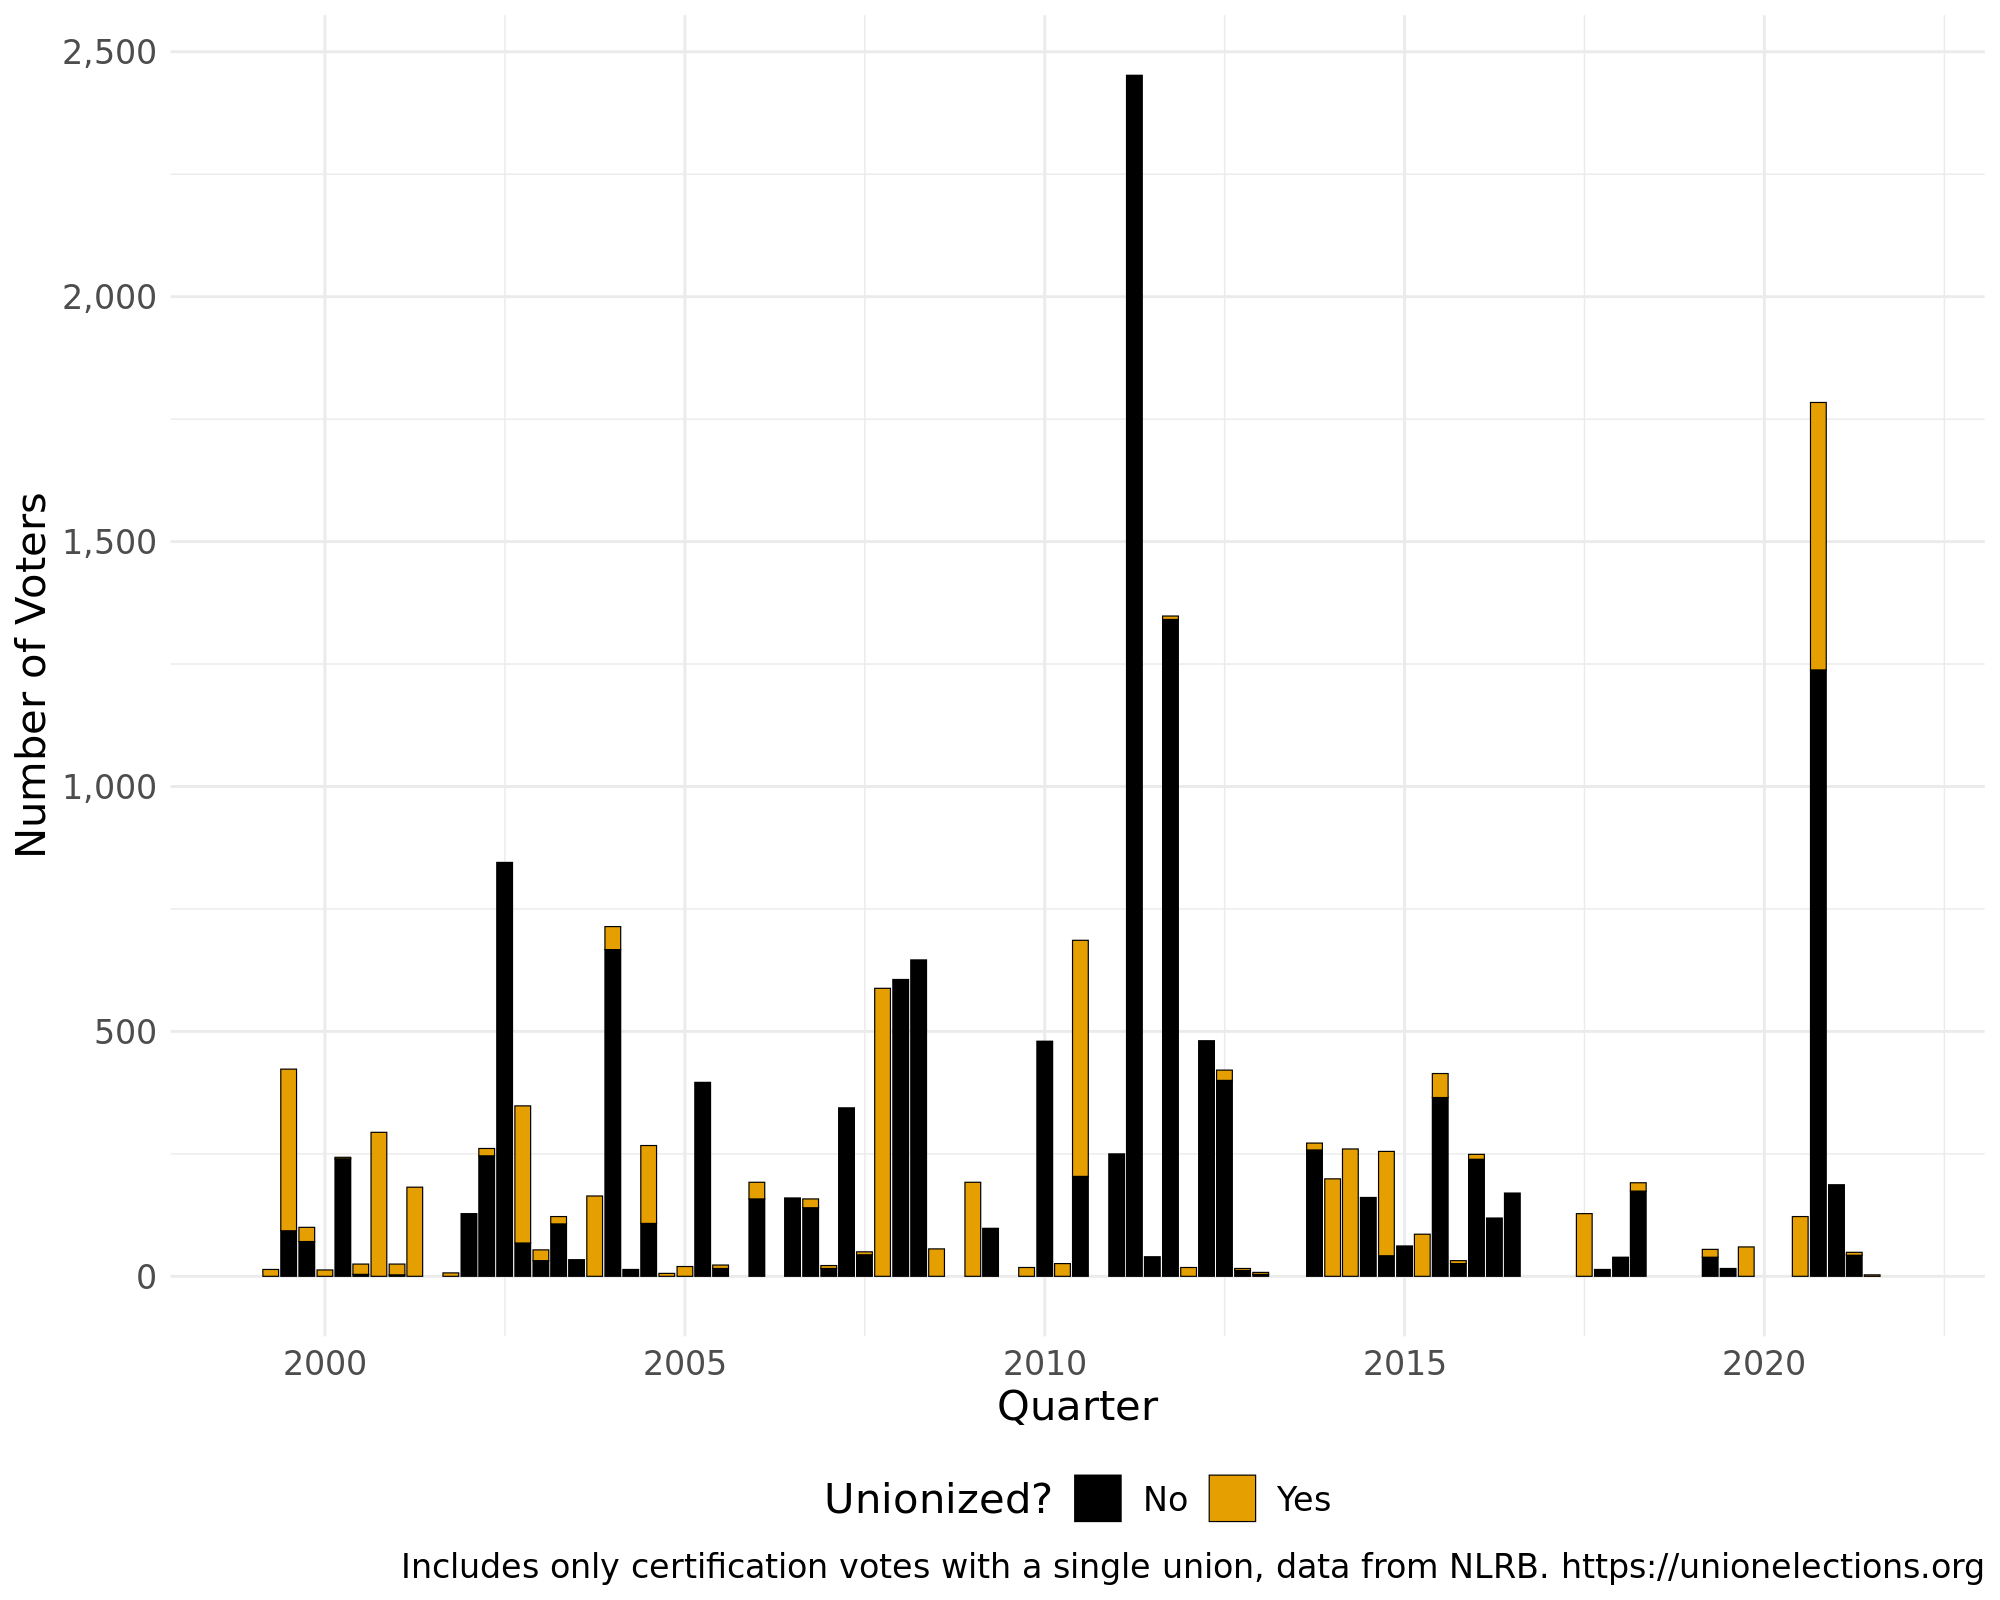 2,500
2,000
1,500
1,000
500
0
Number of Voters
2000 2005 2010 2015 2020
Quarter
Unionized? No Yes
Includes only certification votes with a single union, data from NLRB. https://unionelections.org